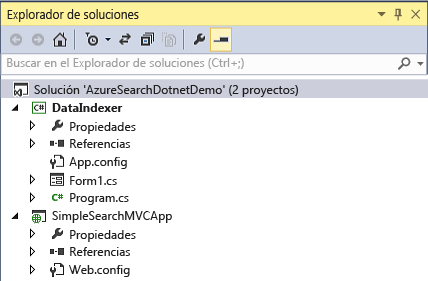 Explorador de soluciones
Buscar en el Explorador de soluciones (Ctrl+;)
Solución 'AzureSearchDotnetDemo' (2 proyectos)
C# DataIndexer
Propiedades
Referencias
App.config
Form1.cs
C# Program.cs
SimpleSearchMVCApp
Propiedades
Referencias
Web.config